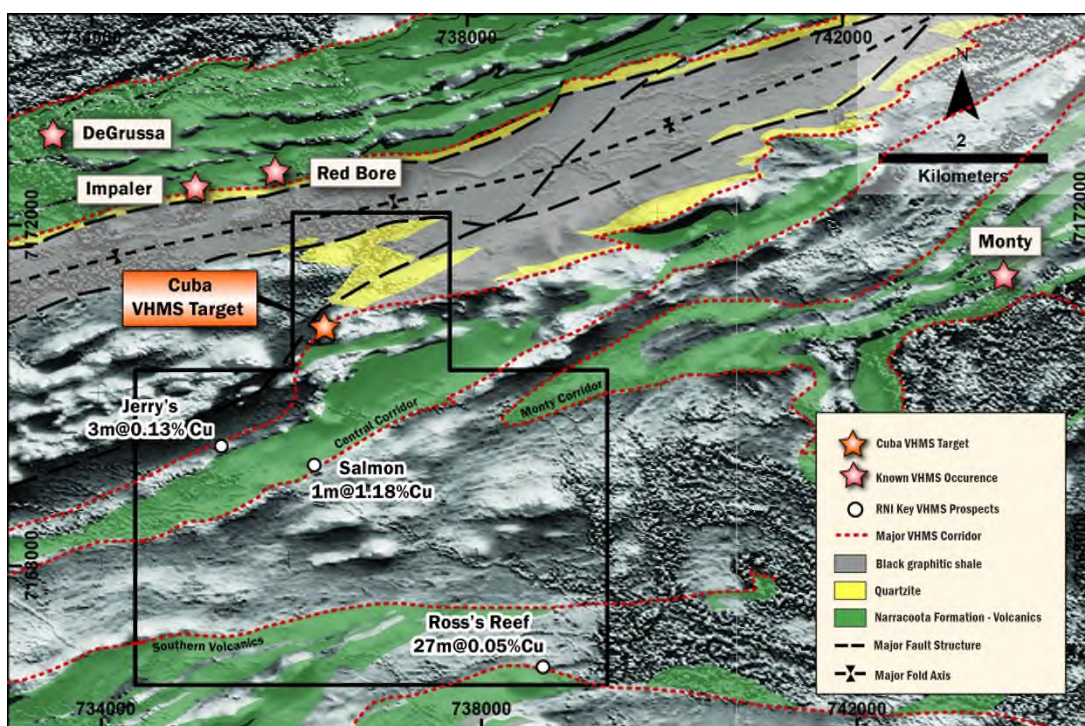 734000
738000
742000
N
2
Kilometers
DeGrussa
Impaler
Red Bore
7172000
7172000
Monty
Cuba
VHMS Target
Jerry's
3m@0.13%Cu
Central Corridor
Monty Corridor
Salmon
1m@1.18%Cu
7168000
Ross's Reef
27m@0.05%Cu
Southern Volcanics
734000
738000
742000
Cuba VHMS Target
Known VHMS Occurence
RNI Key VHMS Prospects
Major VHMS Corridor
Black graphitic shale
Quartzite
Narracoota Formation - Volcanics
Major Fault Structure
Major Fold Axis